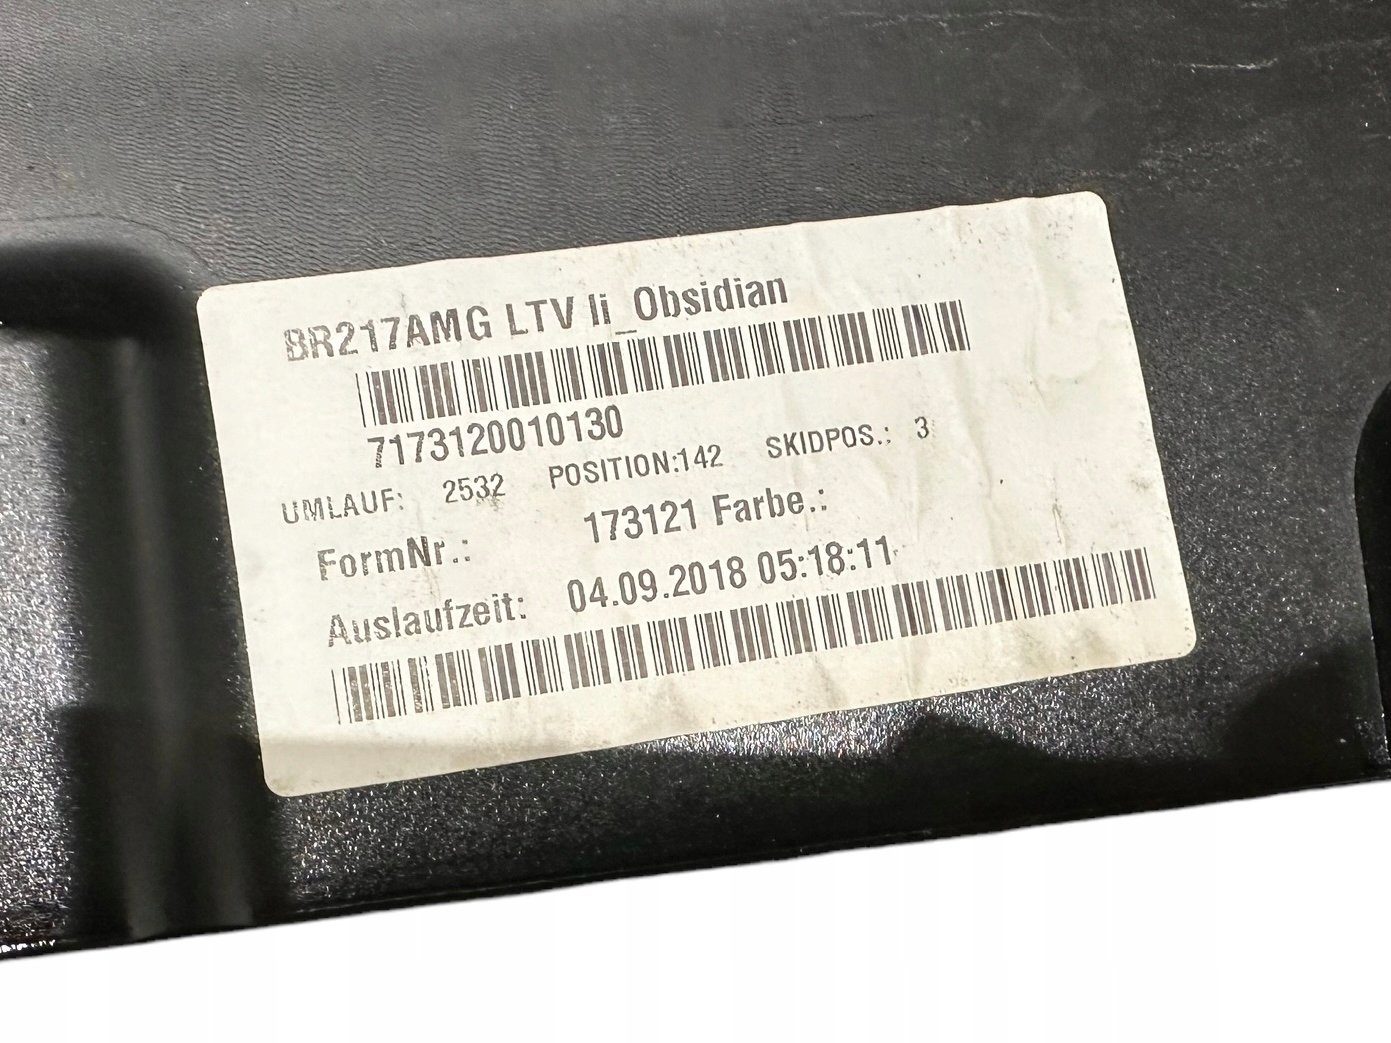 BR217AMG LTV li_Obsidian
7173120010130
UMLAUF: 2532 POSITION:142 SKIDPOS.: 3
FormNr.: 173121 Farbe.:
Auslaufzeit: 04.09.2018 05:18:11